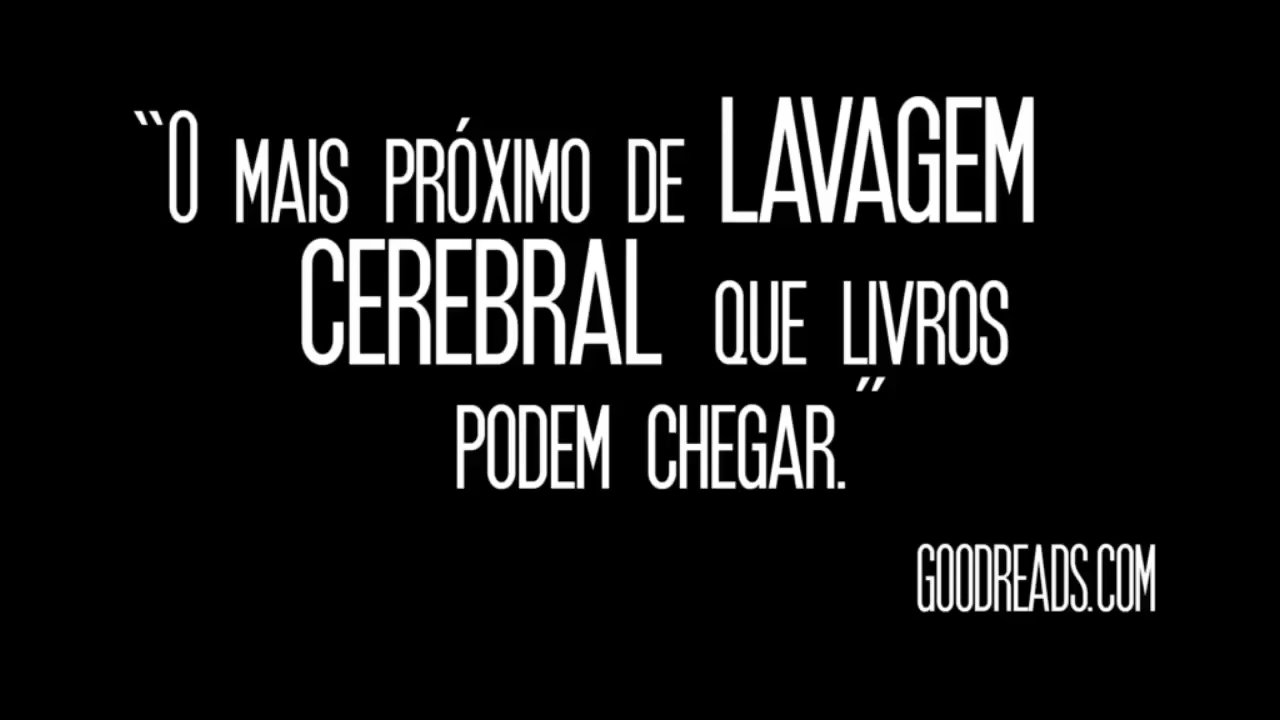 “O MAIS PRÓXIMO DE LAVAGEM
CEREBRAL QUE LIVROS
PODEM CHEGAR.”
GOODREADS.COM